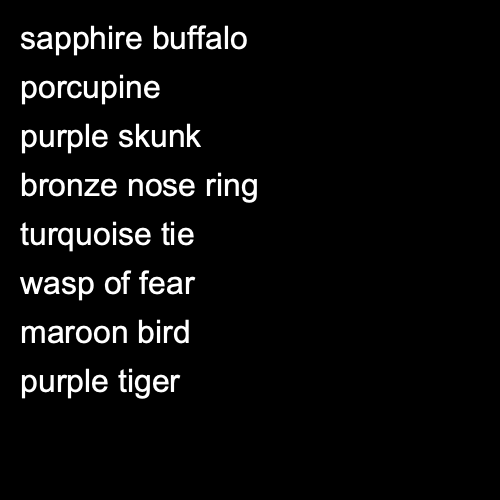 sapphire buffalo
porcupine
purple skunk
bronze nose ring
turquoise tie
wasp of fear
maroon bird
purple tiger